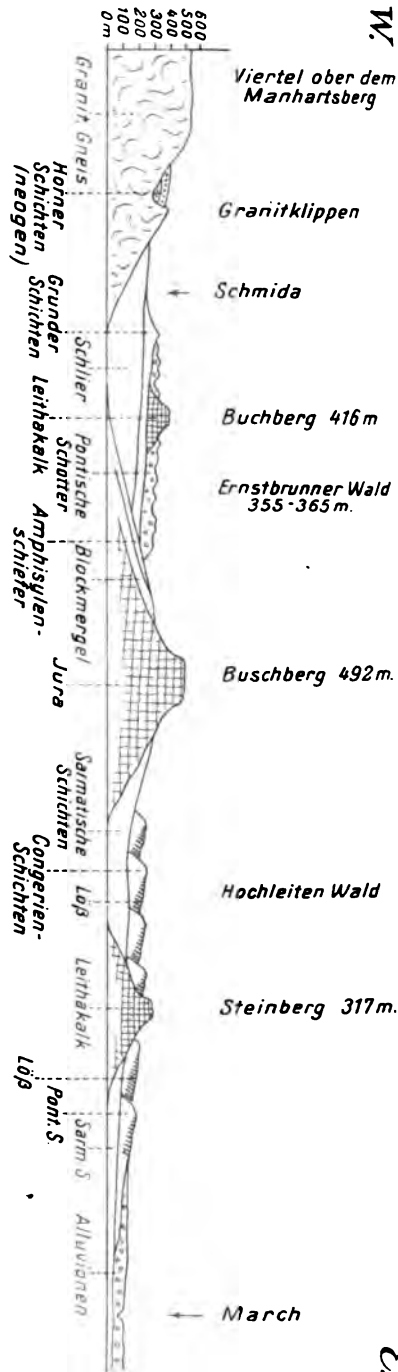 W.
600
500
400
300
200
100
0 m
Viertel ober dem
Manhartsberg
Granitklippen
Schmida
Buchberg 416 m
Ernstbrunner Wald
355-365 m.
Buschberg 492 m.
Hochleiten Wald
Steinberg 317 m.
March
Granit Gneis
Horner
Schichten
(neogen)
Grunder
Schichten
Schlier
Leithakalk
Pontische
Schotter
Amphisylen-
schiefer
Blockmergel
Jura
Sarmatische
Schichten
Congerien-
Schichten
Löß
Leithakalk
Löß
Pont. S.
Sarm S.
Alluvionen